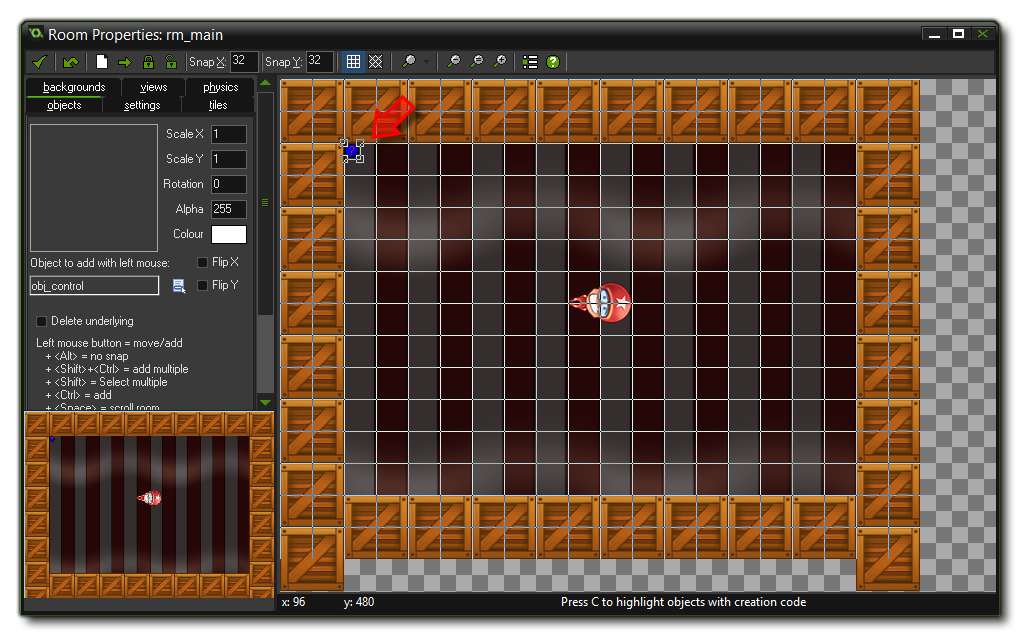 Room Properties: rm_main
Snap X: 32 Snap Y: 32
backgrounds views physics
objects settings tiles
Scale X 1
Scale Y 1
Rotation 0
Alpha 255
Colour
Object to add with left mouse: Flip X
obj_control Flip Y
Delete underlying
Left mouse button = move/add
+ <Alt> = no snap
+ <Shift>+<Ctrl> = add multiple
+ <Shift> = Select multiple
+ <Ctrl> = add
+ <Space> = scroll room
x: 96 y: 480 Press C to highlight objects with creation code